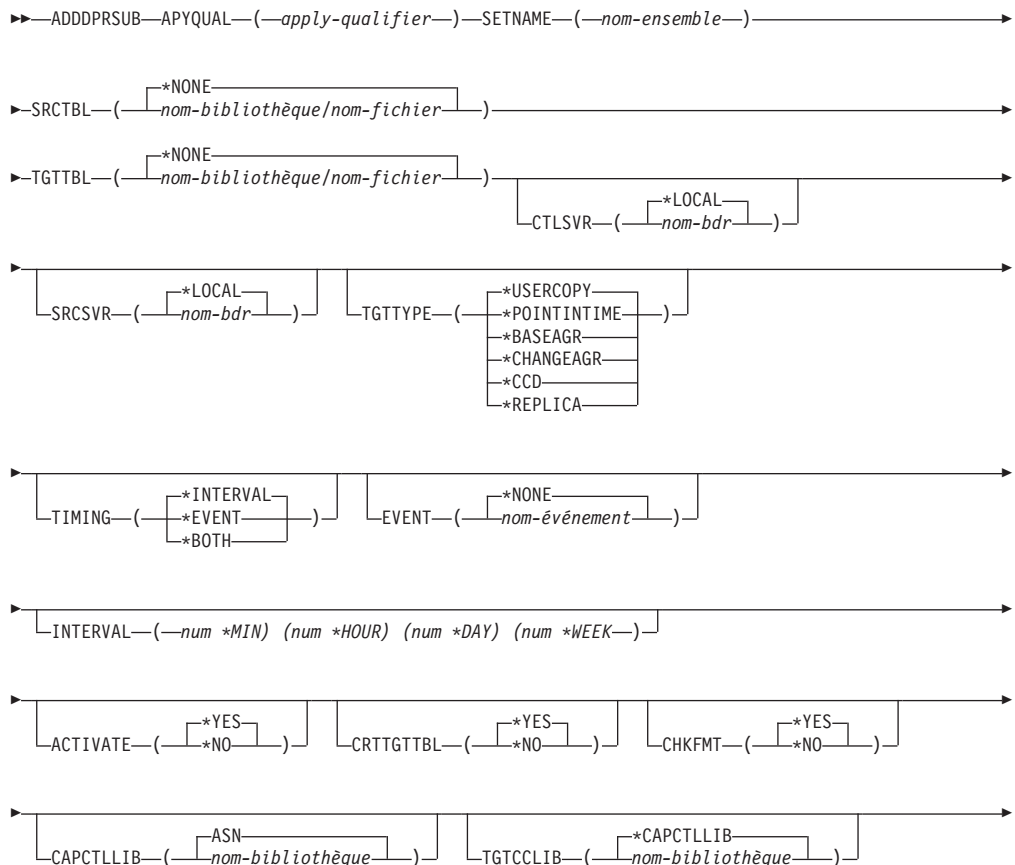 ADDDPRSUB APYQUAL ( apply-qualifier ) SETNAME ( nom-ensemble )
*NONE
SRCTBL ( nom-bibliothèque/nom-fichier )
*NONE
TGTTBL ( nom-bibliothèque/nom-fichier )
*LOCAL
CTLSVR ( nom-bdr )
*LOCAL
SRCSVR ( nom-bdr )
*USERCOPY
TGTTYPE ( *POINTINTIME )
*BASEAGR
*CHANGEAGR
*CCD
*REPLICA
*INTERVAL
TIMING ( *EVENT )
*BOTH
*NONE
EVENT ( nom-événement )
INTERVAL ( num *MIN) (num *HOUR) (num *DAY) (num *WEEK )
*YES
ACTIVATE ( *NO )
*YES
CRTTGTTBL ( *NO )
*YES
CHKFMT ( *NO )
ASN
CAPCTLLIB ( nom-bibliothèque )
*CAPCTLLIB
TGTCCLIB ( nom-bibliothèque )